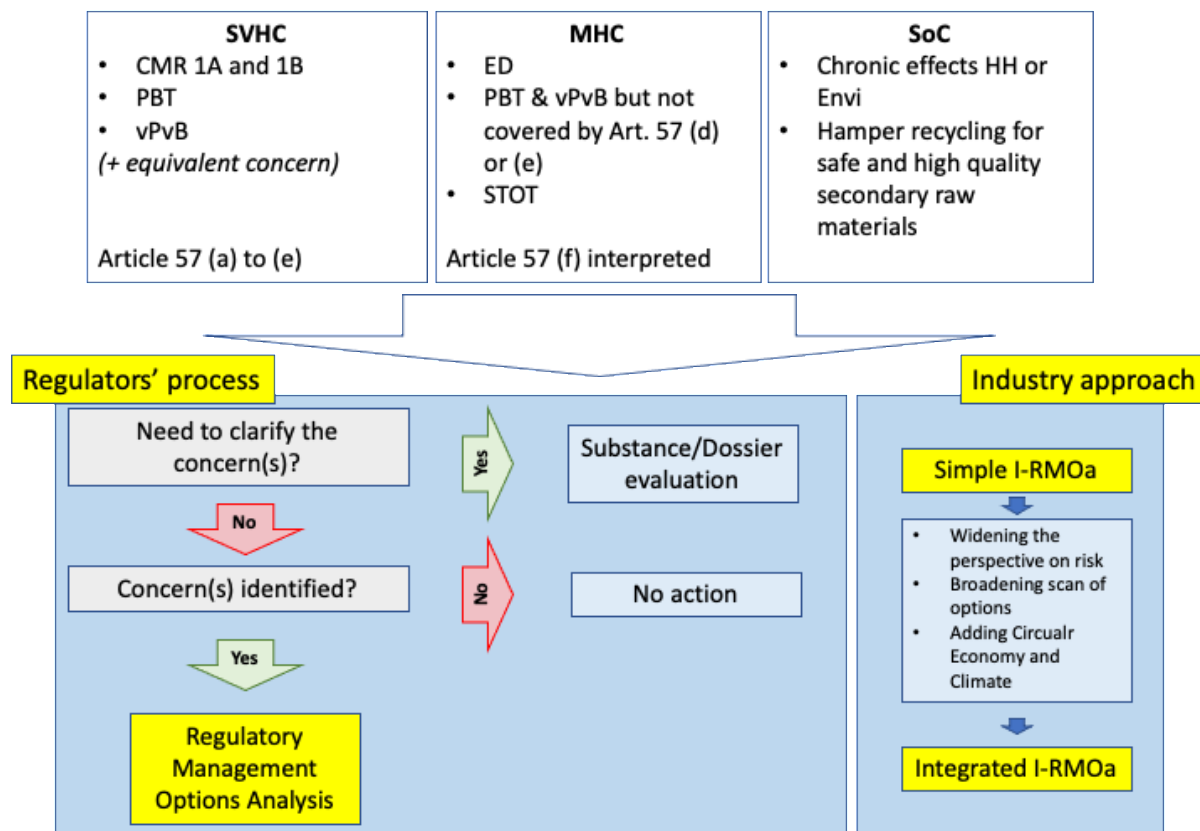 SVHC
• CMR 1A and 1B
• PBT
• vPvB
(+ equivalent concern)
Article 57 (a) to (e)
MHC
• ED
• PBT & vPvB but not
covered by Art. 57 (d)
or (e)
• STOT
Article 57 (f) interpreted
SoC
• Chronic effects HH or
Envi
• Hamper recycling for
safe and high quality
secondary raw
materials
Regulators' process
Need to clarify the
concern(s)?
Yes
Substance/Dossier
evaluation
No
Concern(s) identified?
No
No action
Yes
Regulatory
Management
Options Analysis
Industry approach
Simple I-RMOa
• Widening the
perspective on risk
• Broadening scan of
options
• Adding Circualr
Economy and
Climate
Integrated I-RMOa